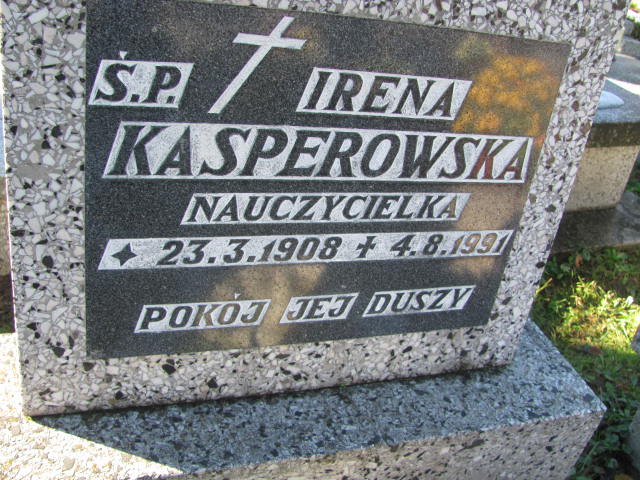 Ś.P. IRENA
KASPEROWSKA
NAUCZYCIELKA
✦ 23.3.1908 ✝ 4.8.1991
POKÓJ JEJ DUSZY